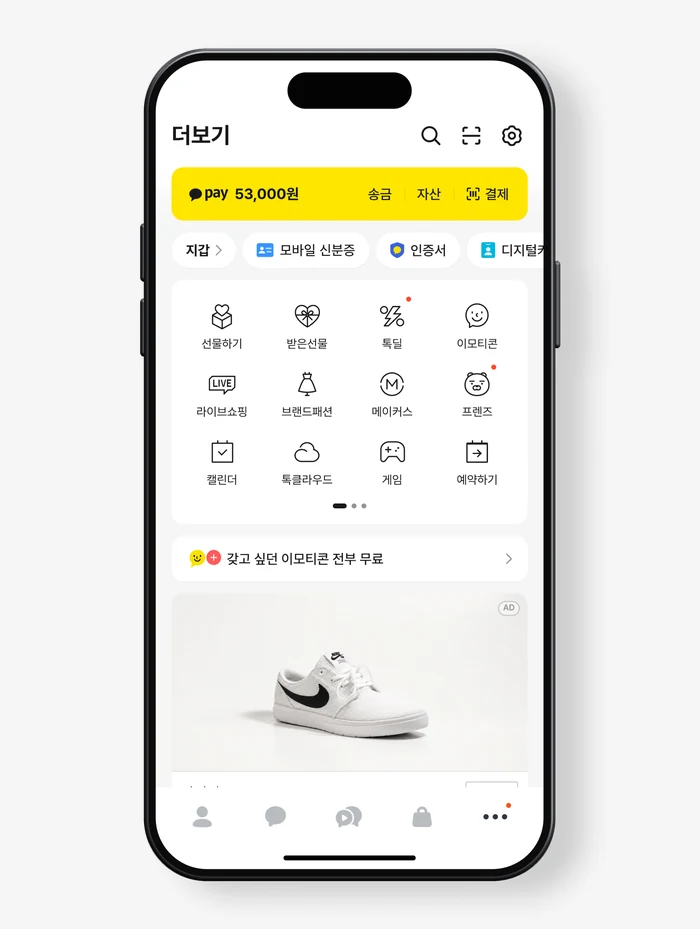 더보기
pay 53,000원 송금 자산 결제
지갑 모바일 신분증 인증서 디지털카
선물하기 받은선물 톡딜 이모티콘
LIVE M
라이브쇼핑 브랜드패션 메이커스 프렌즈
캘린더 톡클라우드 게임 예약하기
갖고 싶던 이모티콘 전부 무료
AD